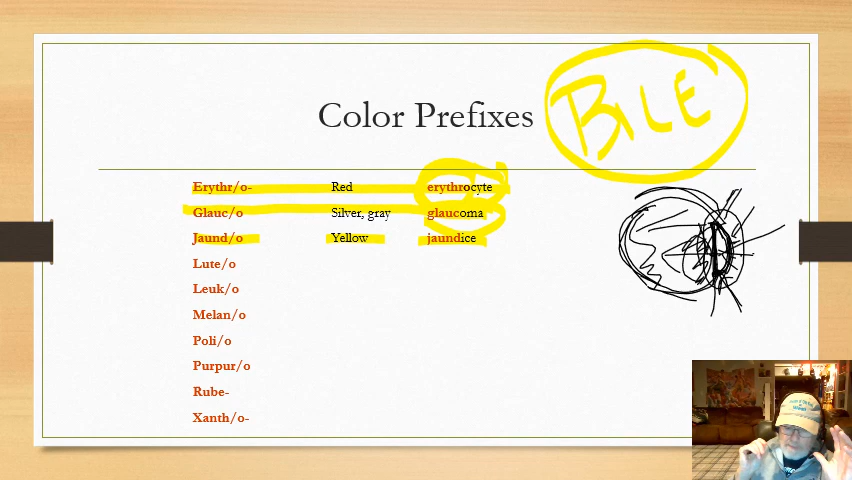 Color Prefixes
BILE
Erythr/o- Red erythrocyte
Glauc/o Silver, gray glaucoma
Jaund/o Yellow jaundice
Lute/o
Leuk/o
Melan/o
Poli/o
Purpur/o
Rube-
Xanth/o-